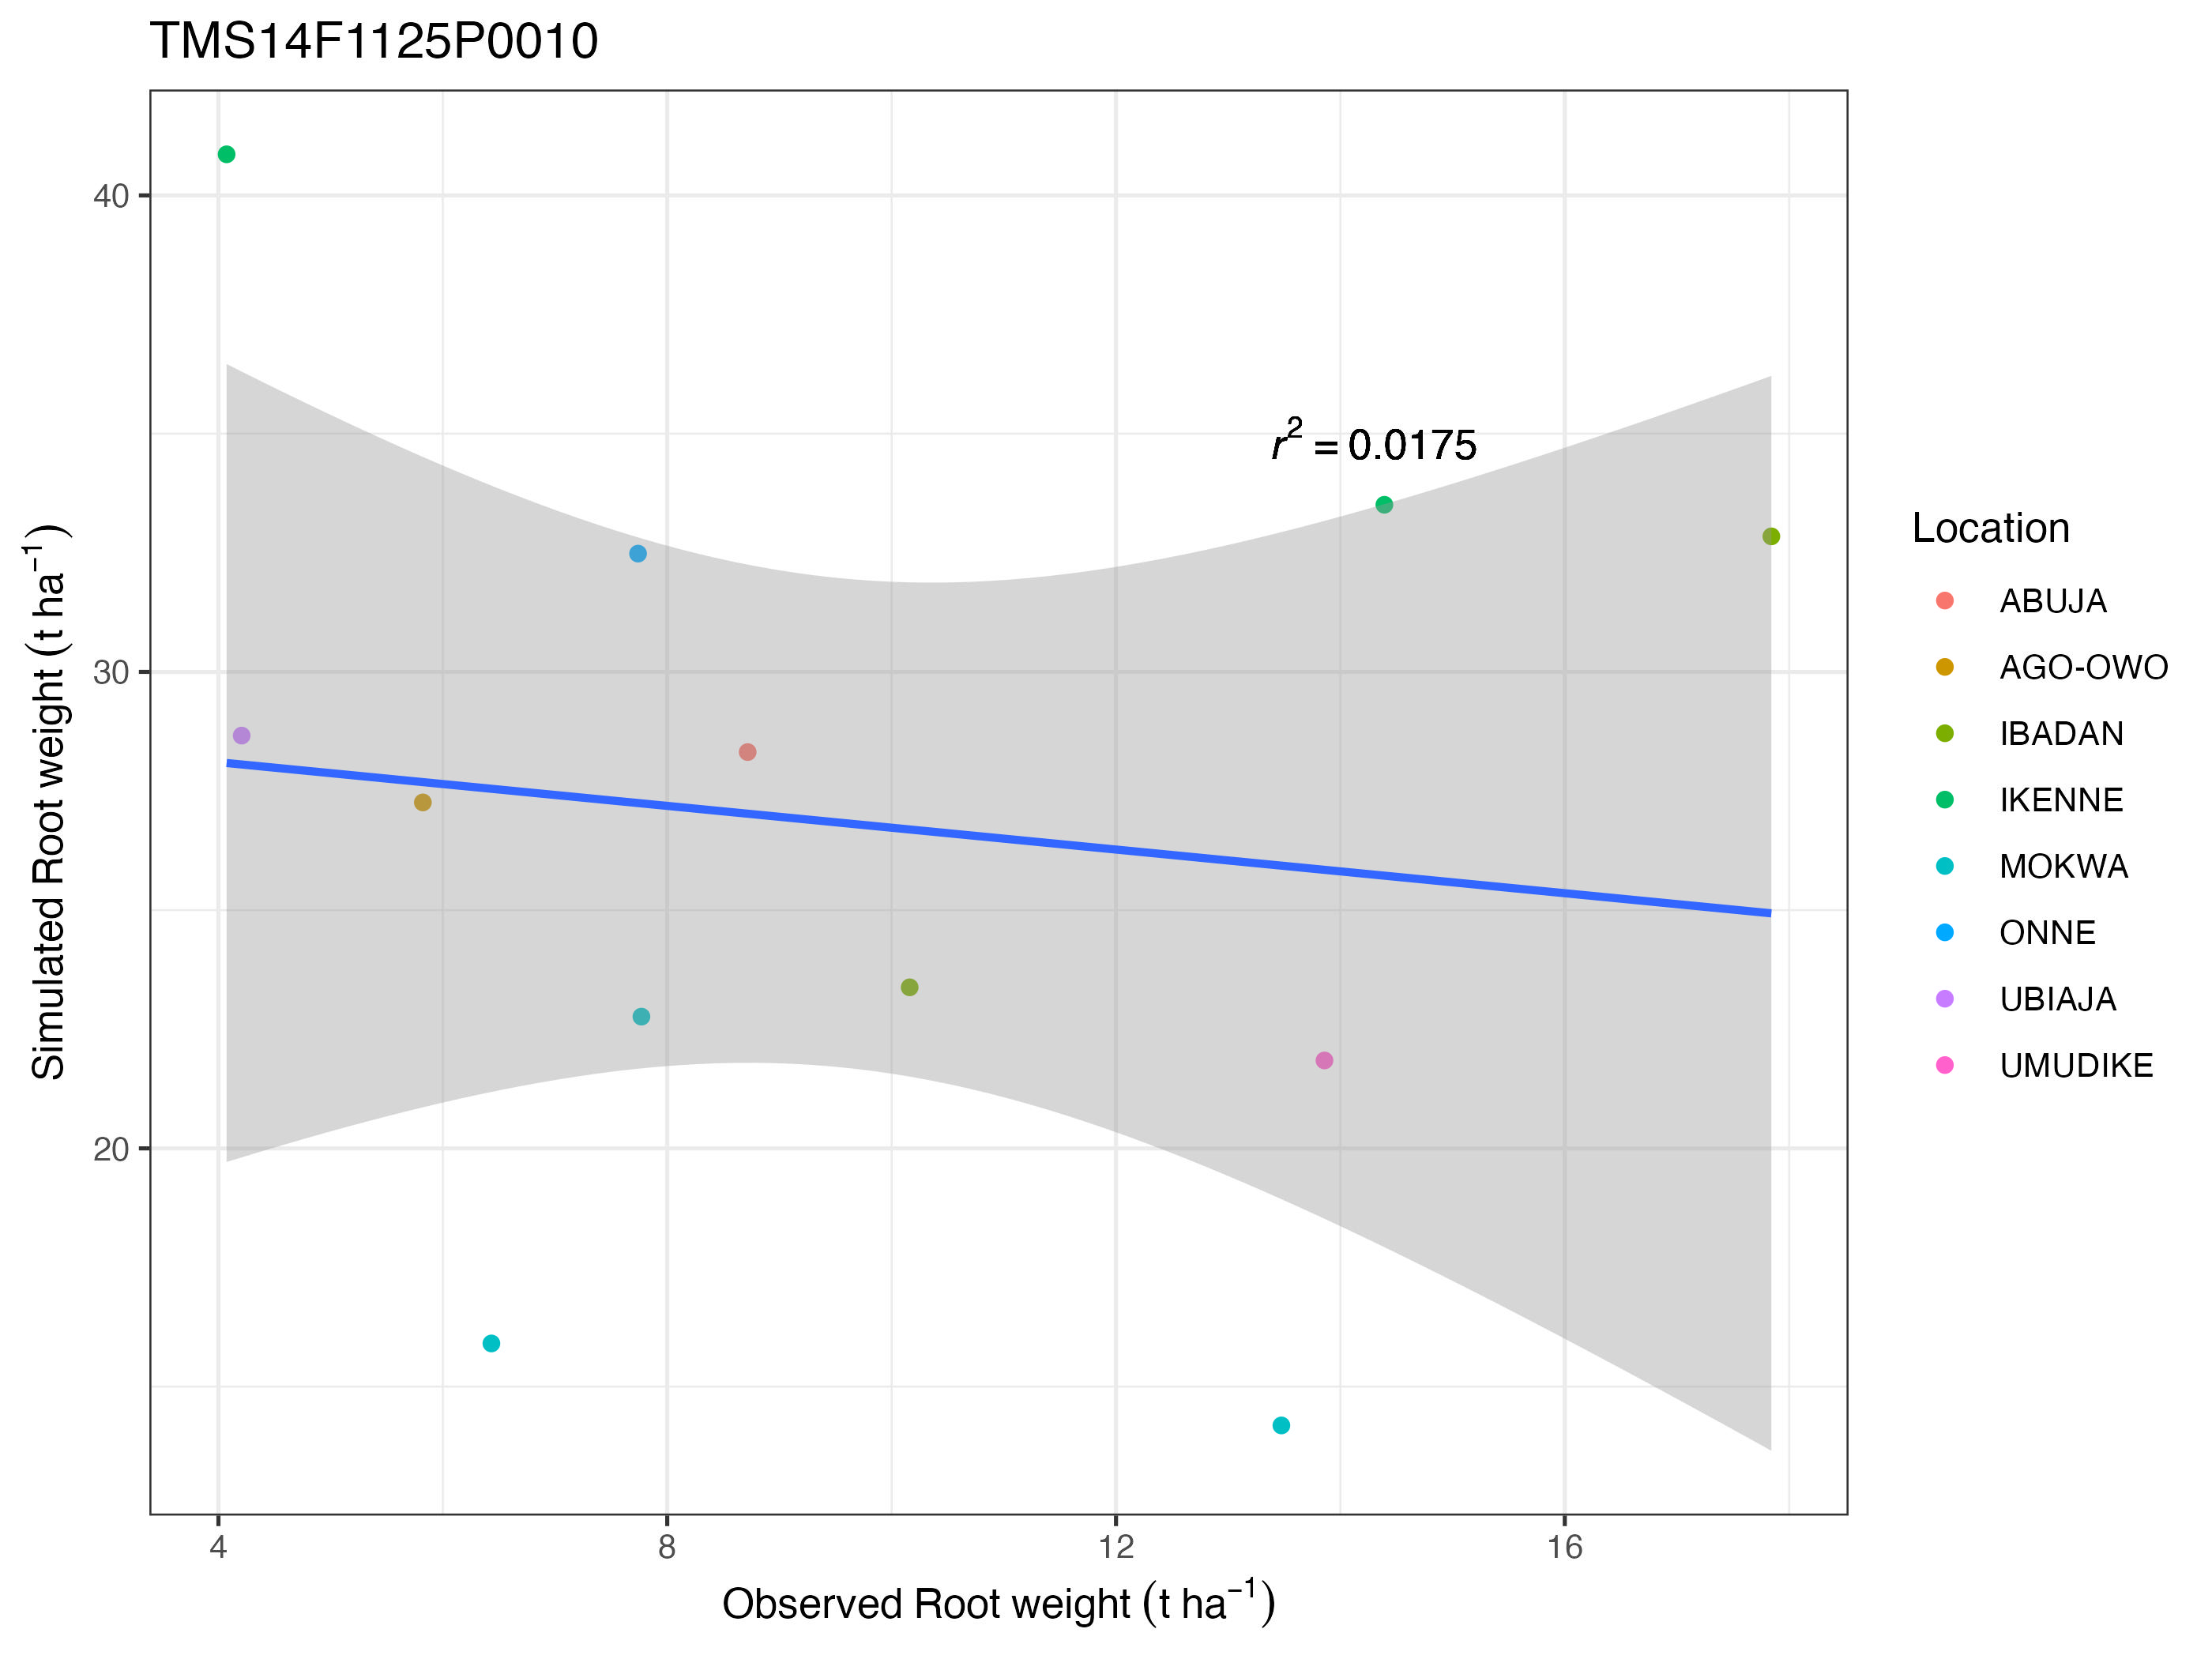 TMS14F1125P0010
40
30
20
Simulated Root weight (t ha⁻¹)
r² = 0.0175
4 8 12 16
Observed Root weight (t ha⁻¹)
Location
ABUJA
AGO-OWO
IBADAN
IKENNE
MOKWA
ONNE
UBIAJA
UMUDIKE